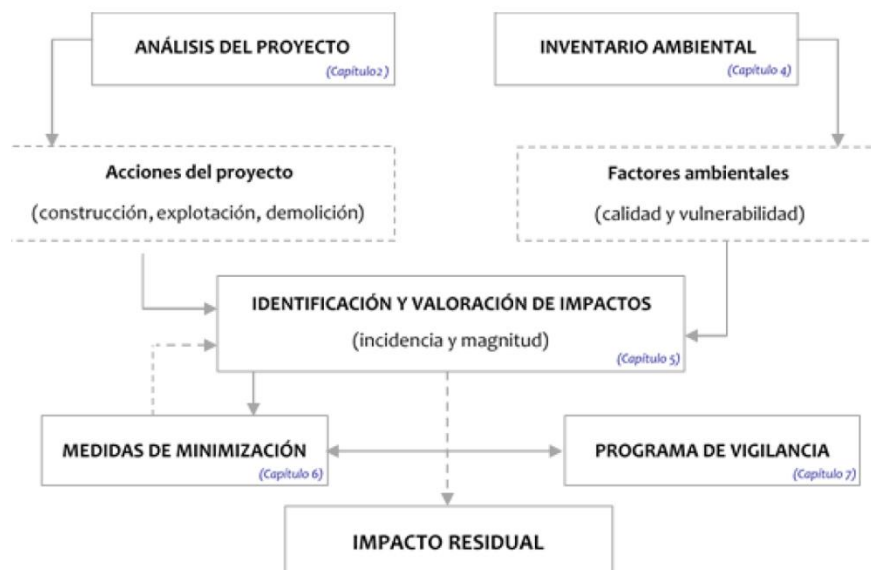 ANÁLISIS DEL PROYECTO
(Capítulo2 )
INVENTARIO AMBIENTAL
(Capítulo 4)
Acciones del proyecto
(construcción, explotación, demolición)
Factores ambientales
(calidad y vulnerabilidad)
IDENTIFICACIÓN Y VALORACIÓN DE IMPACTOS
(incidencia y magnitud)
(Capítulo 5)
MEDIDAS DE MINIMIZACIÓN
(Capítulo 6)
PROGRAMA DE VIGILANCIA
(Capítulo 7)
IMPACTO RESIDUAL